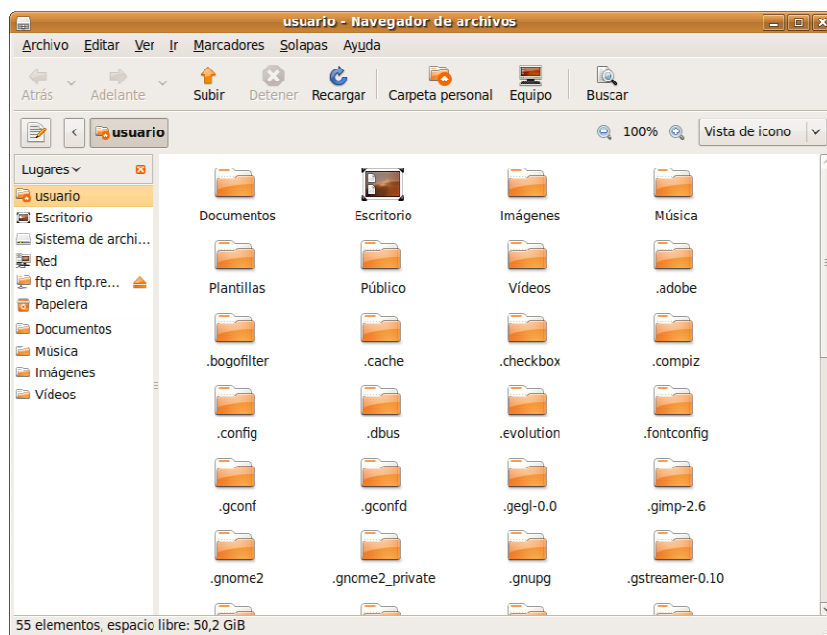 usuario - Navegador de archivos
Archivo Editar Ver Ir Marcadores Solapas Ayuda
Atrás Adelante Subir Detener Recargar Carpeta personal Equipo Buscar
usuario 100% Vista de icono
Lugares
usuario
Escritorio
Sistema de archi...
Red
ftp en ftp.re...
Papelera
Documentos
Música
Imágenes
Vídeos
Documentos Escritorio Imágenes Música
Plantillas Público Vídeos .adobe
.bogofilter .cache .checkbox .compiz
.config .dbus .evolution .fontconfig
.gconf .gconfd .gegl-0.0 .gimp-2.6
.gnome2 .gnome2_private .gnupg .gstreamer-0.10
55 elementos, espacio libre: 50,2 GiB